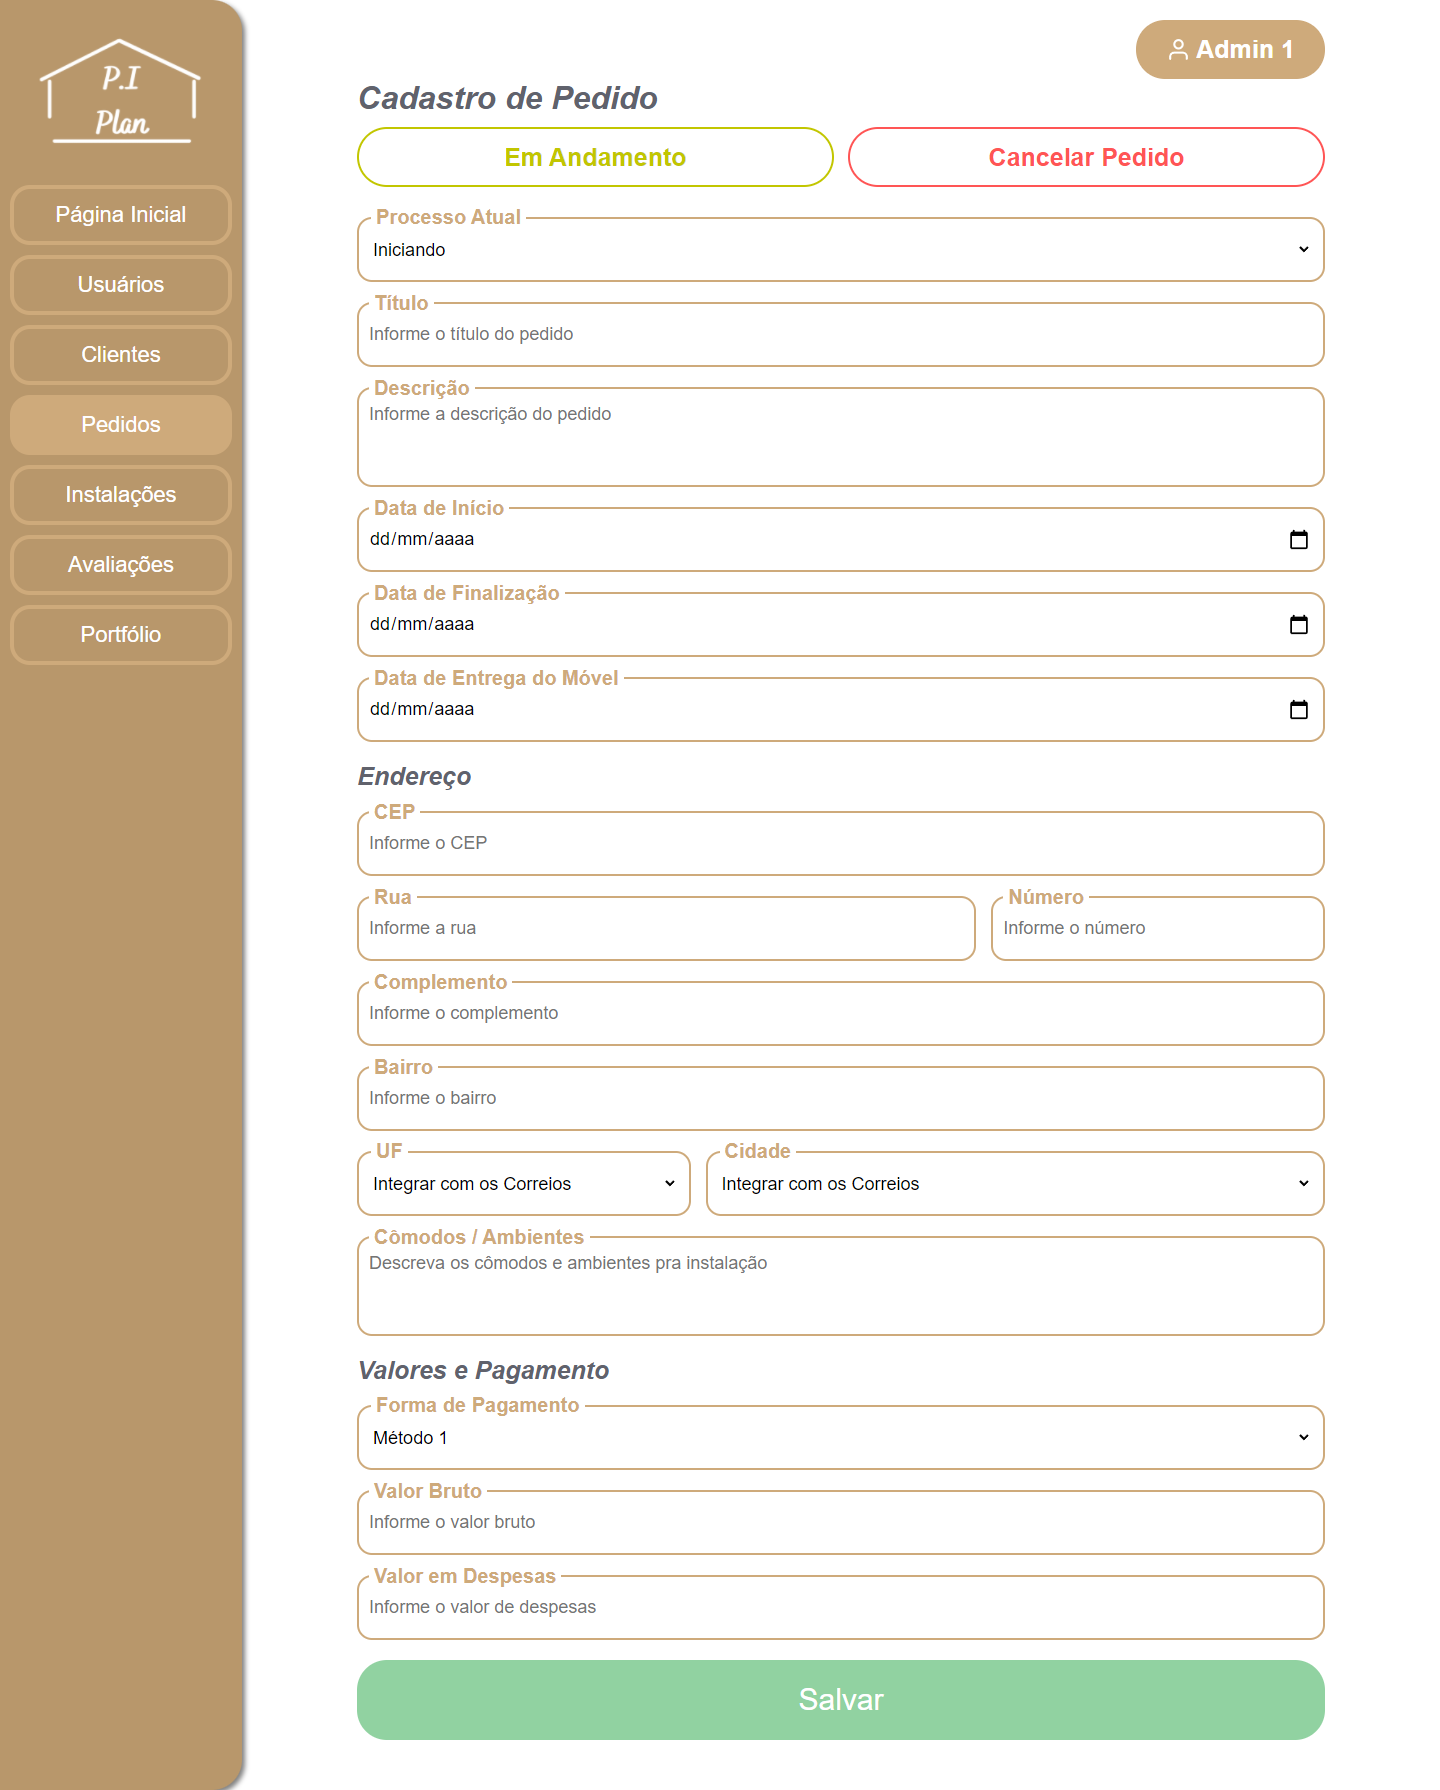 P.I
Plan
Página Inicial
Usuários
Clientes
Pedidos
Instalações
Avaliações
Portfólio
Admin 1
Cadastro de Pedido
Em Andamento
Cancelar Pedido
Processo Atual
Iniciando
Título
Informe o título do pedido
Descrição
Informe a descrição do pedido
Data de Início
dd/mm/aaaa
Data de Finalização
dd/mm/aaaa
Data de Entrega do Móvel
dd/mm/aaaa
Endereço
CEP
Informe o CEP
Rua
Informe a rua
Número
Informe o número
Complemento
Informe o complemento
Bairro
Informe o bairro
UF
Integrar com os Correios
Cidade
Integrar com os Correios
Cômodos / Ambientes
Descreva os cômodos e ambientes pra instalação
Valores e Pagamento
Forma de Pagamento
Método 1
Valor Bruto
Informe o valor bruto
Valor em Despesas
Informe o valor de despesas
Salvar